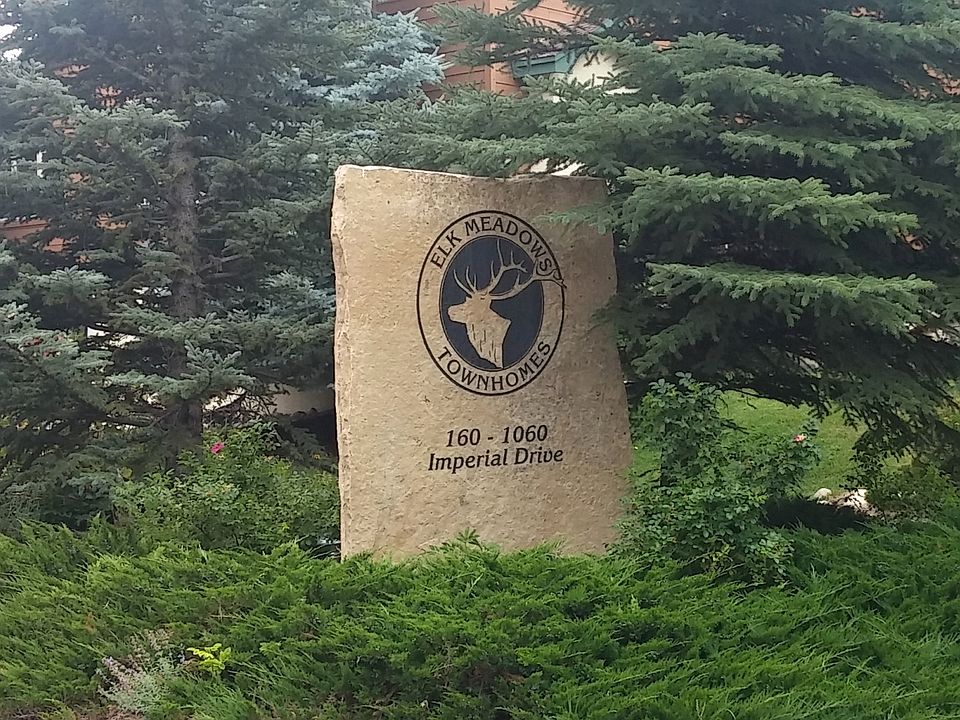 ELK MEADOWS
TOWNHOMES
160 - 1060
Imperial Drive